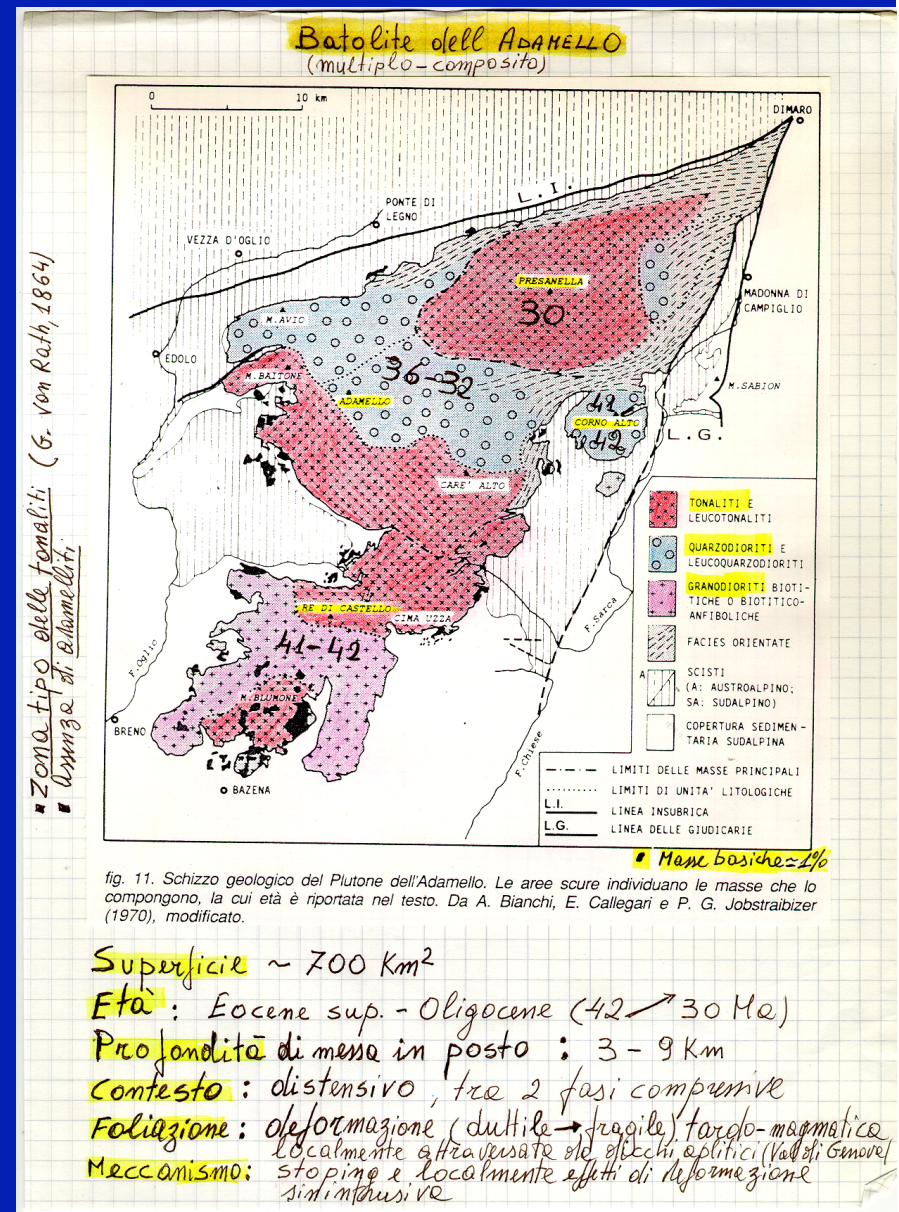 Batolite dell'ADAMELLO
(multiplo-composito)
0 10 km
DIMARO
L.I.
PONTE DI
LEGNO
VEZZA D'OGLIO
PRESANELLA
30
MADONNA DI
CAMPIGLIO
M.AVIO
EDOLO
M.BAITONE
36-32
M.SABION
ADAMELLO
42
CORNO ALTO
42
L.G.
CARE' ALTO
TONALITI E
LEUCOTONALITI
QUARZODIORITI E
LEUCOQUARZODIORITI
GRANODIORITI BIOTI-
TICHE O BIOTITICO-
ANFIBOLICHE
FACIES ORIENTATE
A SCISTI
(A: AUSTROALPINO;
SA: SUDALPINO)
COPERTURA SEDIMEN-
TARIA SUDALPINA
RE DI CASTELLO
CIMA UZZA
F.Sarca
41-42
F.Oglio
M.BLUMONE
BRENO
F.Chiese
BAZENA
LIMITI DELLE MASSE PRINCIPALI
LIMITI DI UNITA' LITOLOGICHE
L.I. LINEA INSUBRICA
L.G. LINEA DELLE GIUDICARIE
▪ Zona tipo delle tonaliti (G. von Rath, 1864)
▪ Assenza di adamelliti
▪ Masse basiche ≃ 1%
fig. 11. Schizzo geologico del Plutone dell'Adamello. Le aree scure individuano le masse che lo
compongono, la cui età è riportata nel testo. Da A. Bianchi, E. Callegari e P. G. Jobstraibizer
(1970), modificato.
Superficie ~ 700 Km²
Età : Eocene sup. - Oligocene (42 ↗ 30 Ma)
Profondità di messa in posto : 3 - 9 Km
Contesto : distensivo, tra 2 fasi compressive
Foliazione : deformazione (duttile → fragile) tardo-magmatica,
localmente attraversata da dicchi aplitici (Val di Genova)
Meccanismo: stoping e localmente effetti di deformazione
sinintrusiva